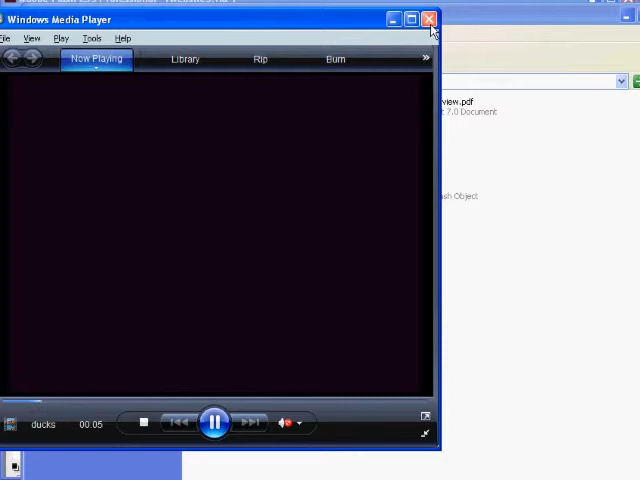 Windows Media Player
File View Play Tools Help
Now Playing Library Rip Burn »
view.pdf
t 7.0 Document
ash Object
ducks 00:05